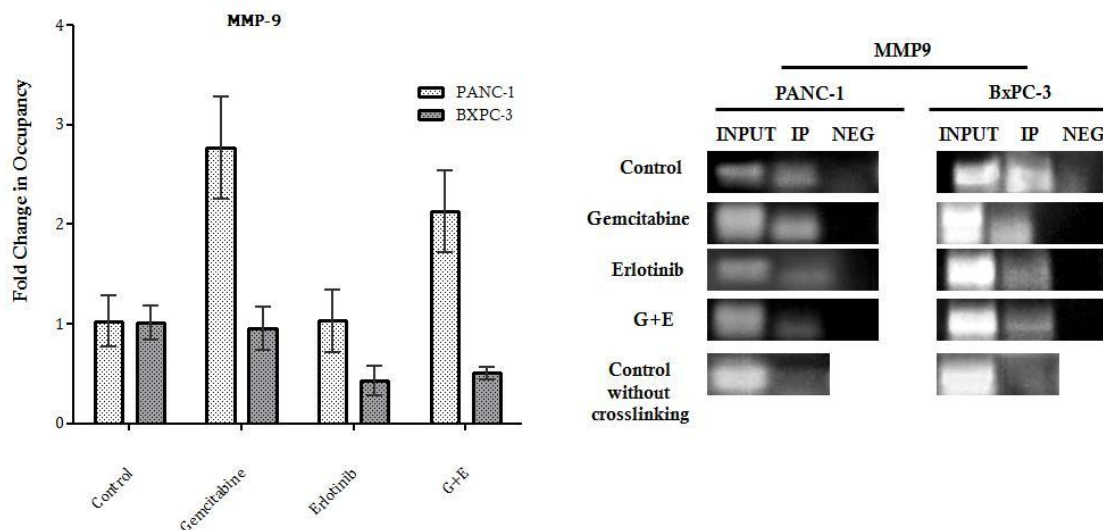 MMP-9
Fold Change in Occupancy
4
3
2
1
0
PANC-1
BXPC-3
Control
Gemcitabine
Erlotinib
G+E
MMP9
PANC-1
BxPC-3
INPUT IP NEG
INPUT IP NEG
Control
Gemcitabine
Erlotinib
G+E
Control
without
crosslinking